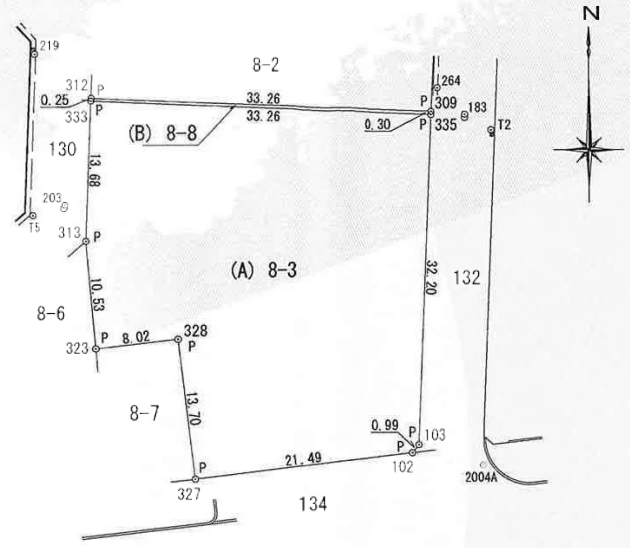 N
219
8-2
264
312 P
P
309
183
0.25
33.26
33.26
333 P
0.30
P
335
T2
(B) 8-8
130
13.68
203
T5
313 P
(A) 8-3
132
32.20
10.53
8-6
328
P
8.02
P
323
13.70
8-7
0.99
P
103
P
102
21.49
2004A
P
327
134